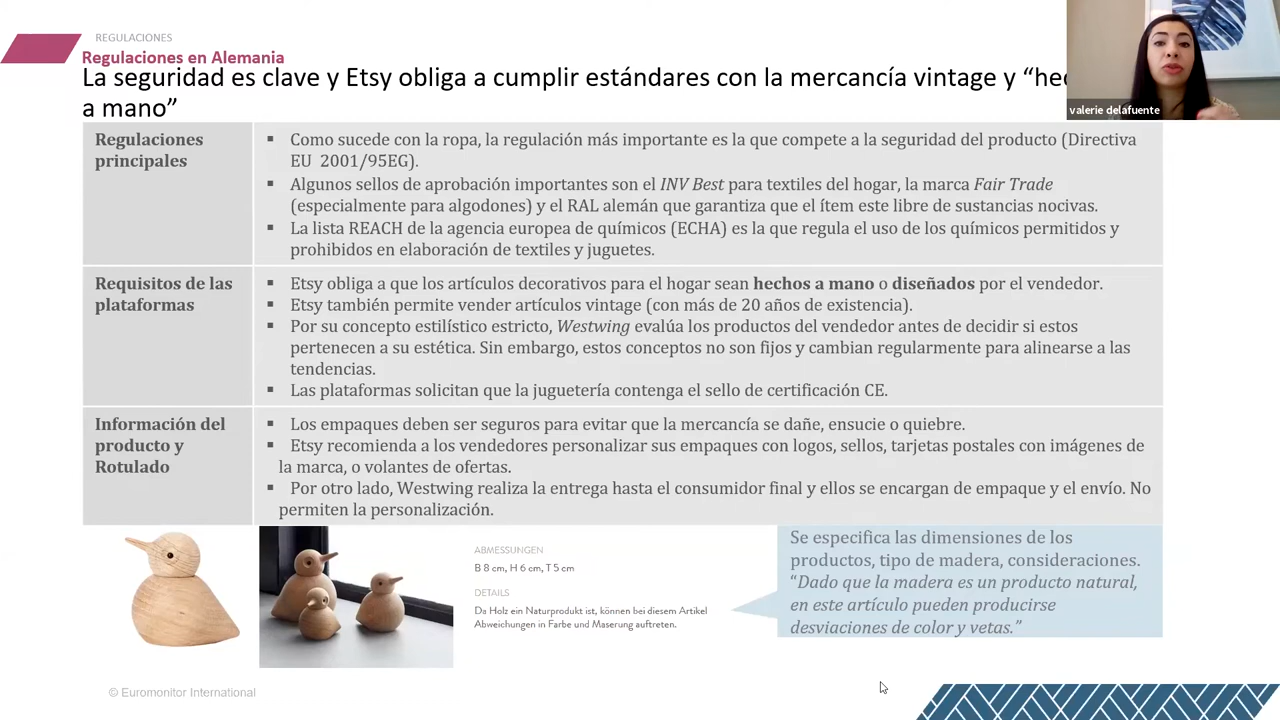 REGULACIONES
Regulaciones en Alemania
La seguridad es clave y Etsy obliga a cumplir estándares con la mercancía vintage y “hec
a mano”
valerie delafuente
Regulaciones
principales
▪ Como sucede con la ropa, la regulación más importante es la que compete a la seguridad del producto (Directiva
EU 2001/95EG).
▪ Algunos sellos de aprobación importantes son el INV Best para textiles del hogar, la marca Fair Trade
(especialmente para algodones) y el RAL alemán que garantiza que el ítem este libre de sustancias nocivas.
▪ La lista REACH de la agencia europea de químicos (ECHA) es la que regula el uso de los químicos permitidos y
prohibidos en elaboración de textiles y juguetes.
Requisitos de las
plataformas
▪ Etsy obliga a que los artículos decorativos para el hogar sean hechos a mano o diseñados por el vendedor.
▪ Etsy también permite vender artículos vintage (con más de 20 años de existencia).
▪ Por su concepto estilístico estricto, Westwing evalúa los productos del vendedor antes de decidir si estos
pertenecen a su estética. Sin embargo, estos conceptos no son fijos y cambian regularmente para alinearse a las
tendencias.
▪ Las plataformas solicitan que la juguetería contenga el sello de certificación CE.
Información del
producto y
Rotulado
▪ Los empaques deben ser seguros para evitar que la mercancía se dañe, ensucie o quiebre.
▪ Etsy recomienda a los vendedores personalizar sus empaques con logos, sellos, tarjetas postales con imágenes de
la marca, o volantes de ofertas.
▪ Por otro lado, Westwing realiza la entrega hasta el consumidor final y ellos se encargan de empaque y el envío. No
permiten la personalización.
ABMESSUNGEN
B 8 cm, H 6 cm, T 5 cm
DETAILS
Da Holz ein Naturprodukt ist, können bei diesem Artikel
Abweichungen in Farbe und Maserung auftreten.
Se especifica las dimensiones de los
productos, tipo de madera, consideraciones.
“Dado que la madera es un producto natural,
en este artículo pueden producirse
desviaciones de color y vetas.”
© Euromonitor International